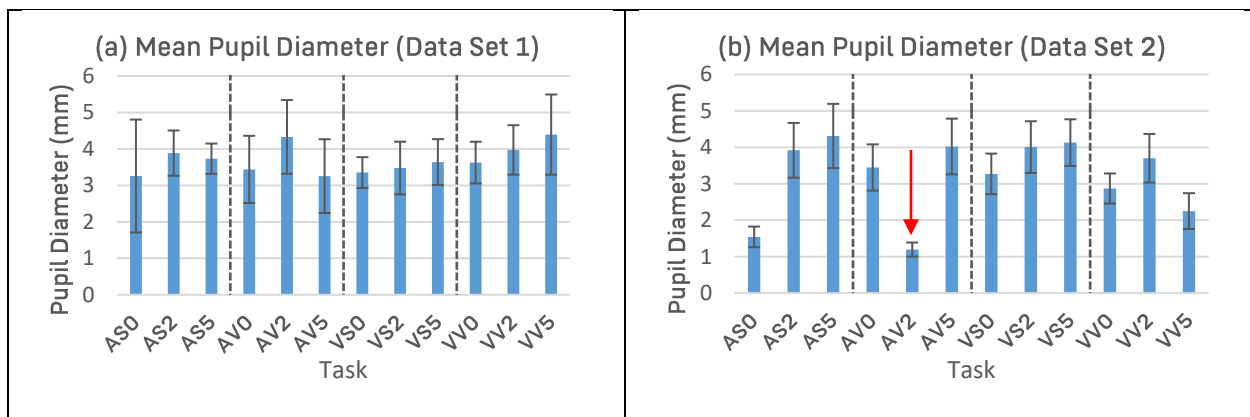 (a) Mean Pupil Diameter (Data Set 1)
Pupil Diameter (mm)
6
5
4
3
2
1
0
AS0 AS2 AS5 AV0 AV2 AV5 VS0 VS2 VS5 VV0 VV2 VV5
Task
(b) Mean Pupil Diameter (Data Set 2)
Pupil Diameter (mm)
6
5
4
3
2
1
0
AS0 AS2 AS5 AV0 AV2 AV5 VS0 VS2 VS5 VV0 VV2 VV5
Task